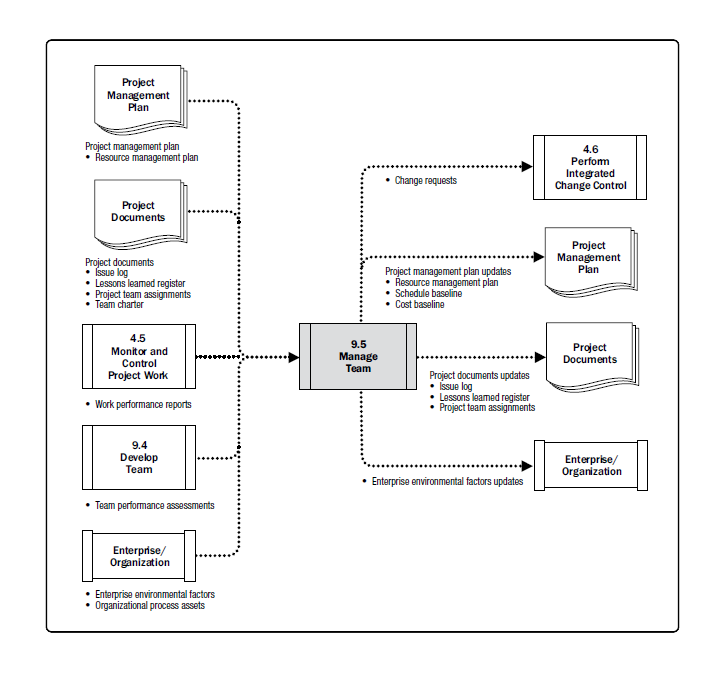 Project
Management
Plan
Project management plan
• Resource management plan
Project
Documents
Project documents
• Issue log
• Lessons learned register
• Project team assignments
• Team charter
4.5
Monitor and
Control
Project Work
• Work performance reports
9.4
Develop
Team
• Team performance assessments
Enterprise/
Organization
• Enterprise environmental factors
• Organizational process assets
9.5
Manage
Team
4.6
Perform
Integrated
Change Control
• Change requests
Project
Management
Plan
Project management plan updates
• Resource management plan
• Schedule baseline
• Cost baseline
Project
Documents
Project documents updates
• Issue log
• Lessons learned register
• Project team assignments
Enterprise/
Organization
• Enterprise environmental factors updates